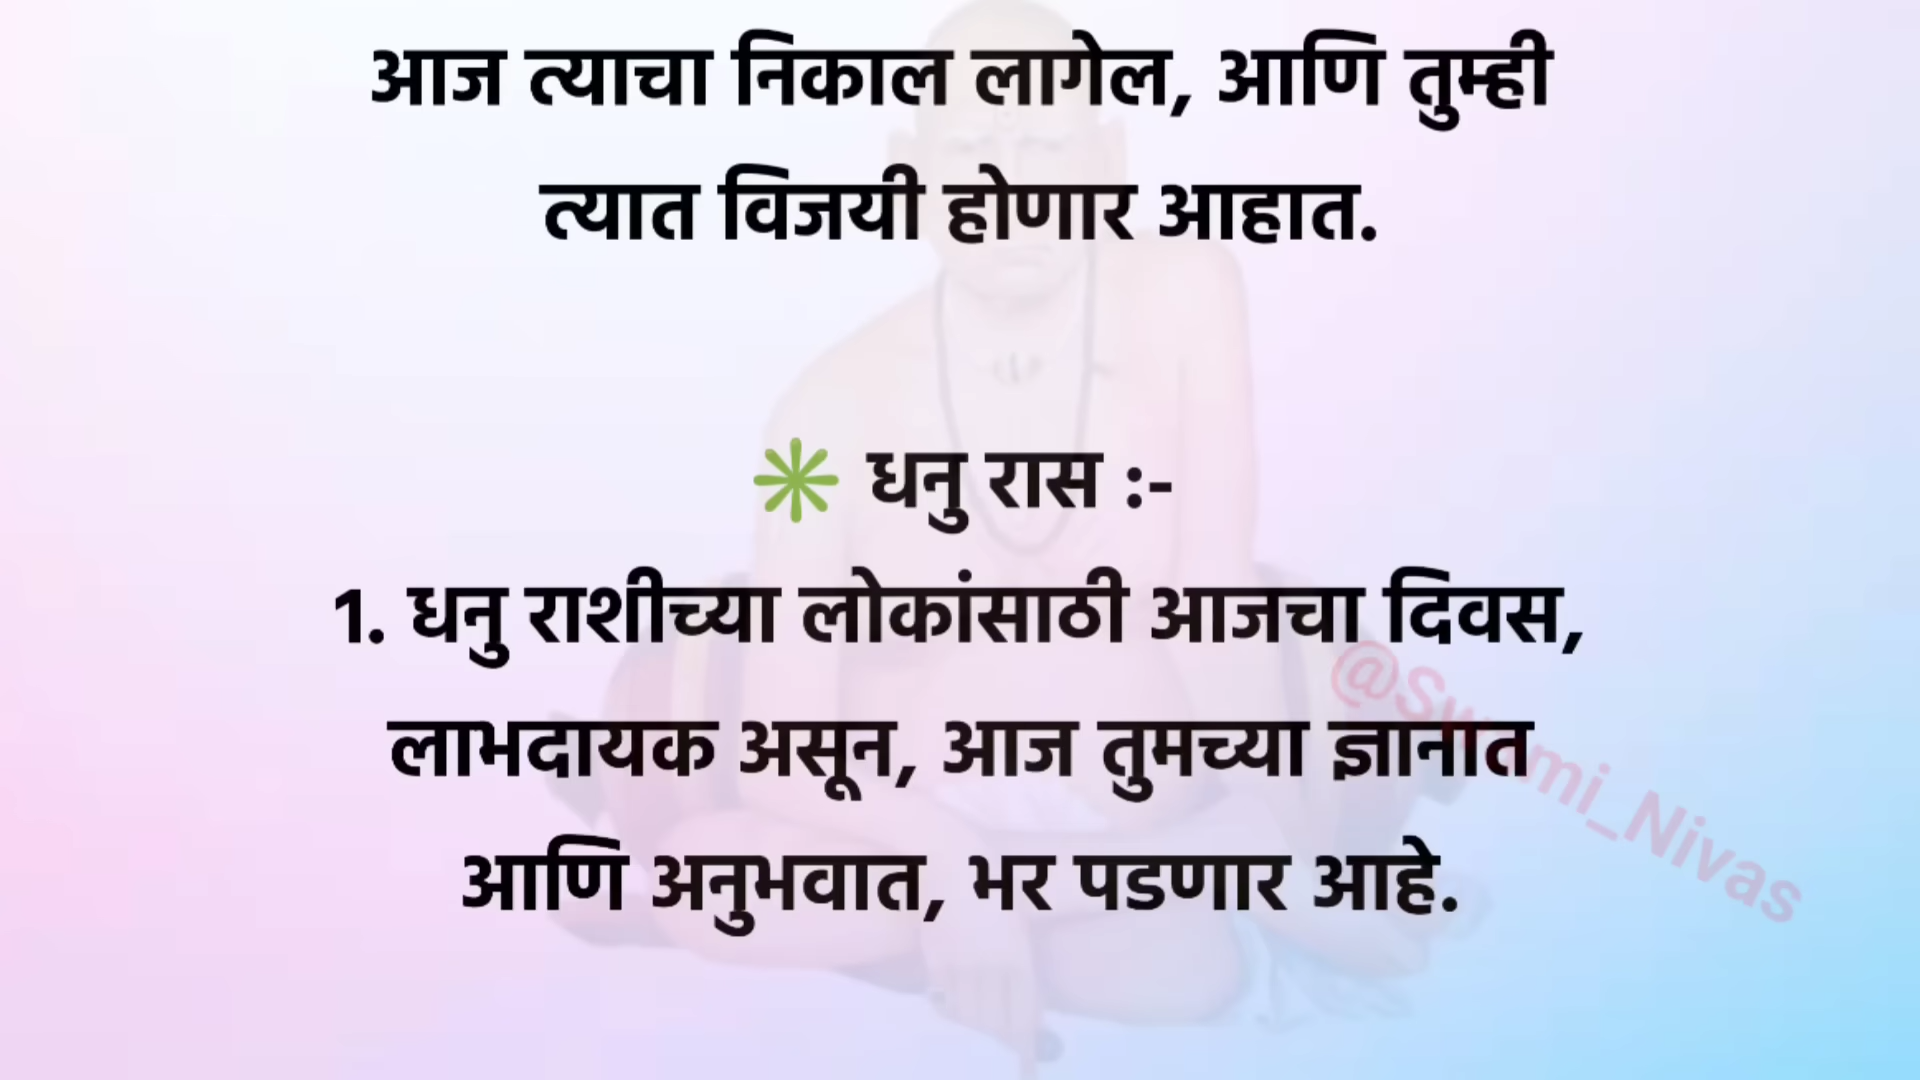 आज त्याचा निकाल लागेल, आणि तुम्ही
त्यात विजयी होणार आहात.
✳ धनु रास :-
1. धनु राशीच्या लोकांसाठी आजचा दिवस,
लाभदायक असून, आज तुमच्या ज्ञानात
आणि अनुभवात, भर पडणार आहे.
@Swami_Nivas